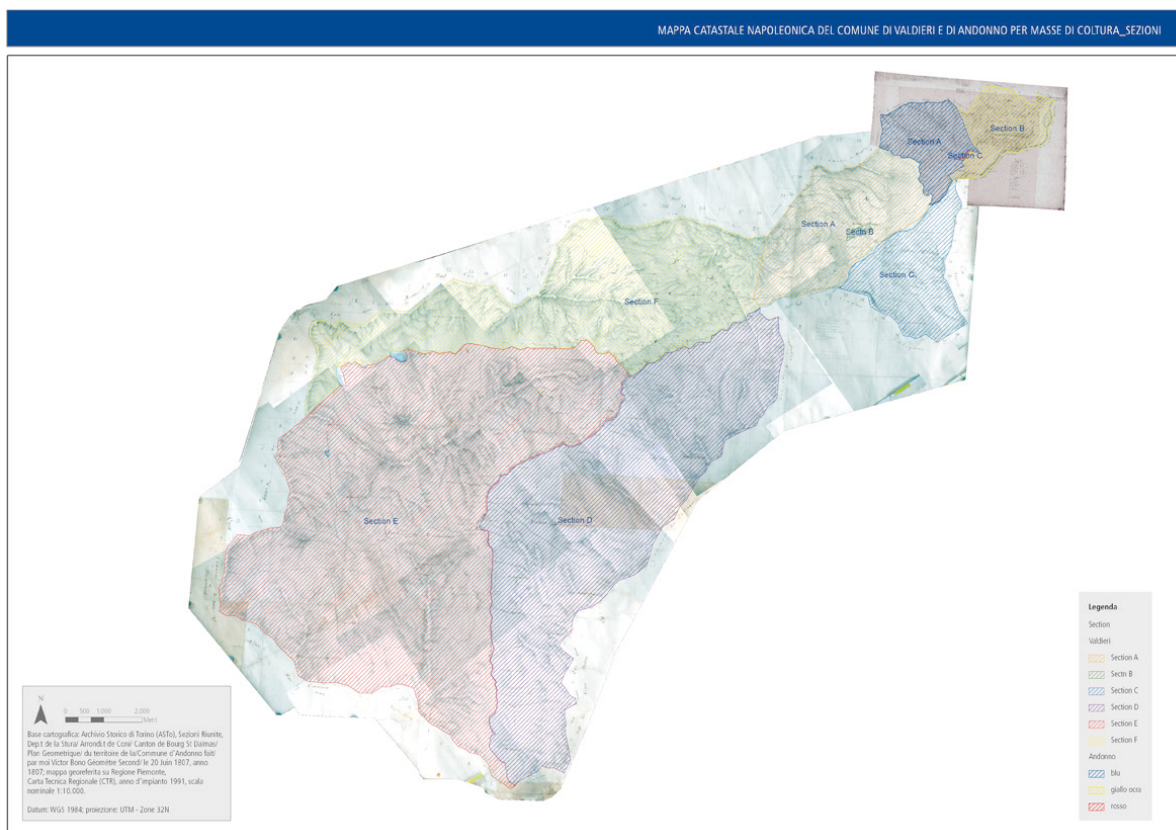 MAPPA CATASTALE NAPOLEONICA DEL COMUNE DI VALDIERI E DI ANDONNO PER MASSE DI COLTURA_SEZIONI
Section B
Section A
Section C
Section A
Sectn B
Section C
Section F
Section E
Section D
Legenda
Section
Valdieri
Section A
Sectn B
Section C
Section D
Section E
Section F
Andonno
blu
giallo ocra
rosso
N
0 500 1.000 2.000
Metri
Base cartografica: Archivio Storico di Torino (ASTo), Sezioni Riunite,
Dep.t de la Stura/ Arrondi.t de Coni/ Canton de Bourg S.t Dalmas/
Plan Geometrique/ du territoire de la/Commune d'Andonno fait/
par moi Victor Bono Géomètre Second/ le 20 Juin 1807, anno
1807; mappa georeferita su Regione Piemonte,
Carta Tecnica Regionale (CTR), anno d'impianto 1991, scala
nominale 1:10.000.
Datum: WGS 1984; proiezione: UTM - Zone 32N